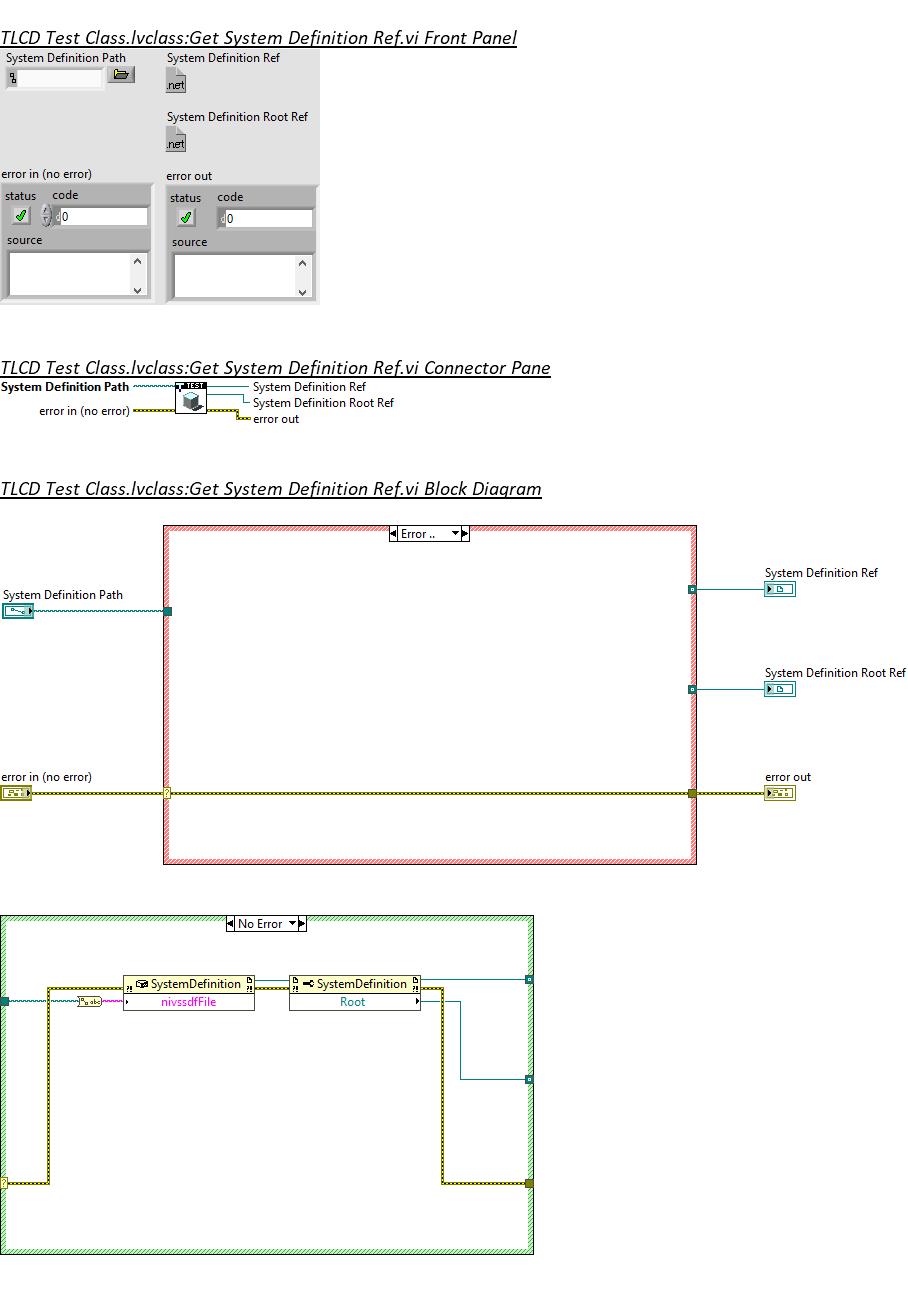 TLCD Test Class.lvclass:Get System Definition Ref.vi Front Panel
System Definition Path
System Definition Ref
.net
System Definition Root Ref
.net
error in (no error)
error out
status code
status code
d 0
d 0
source
source
TLCD Test Class.lvclass:Get System Definition Ref.vi Connector Pane
System Definition Path
TEST
System Definition Ref
System Definition Root Ref
error in (no error)
error out
TLCD Test Class.lvclass:Get System Definition Ref.vi Block Diagram
Error ..
System Definition Ref
System Definition Path
System Definition Root Ref
error in (no error)
error out
?
No Error
SystemDefinition
SystemDefinition
nivssdfFile
Root
abc
?